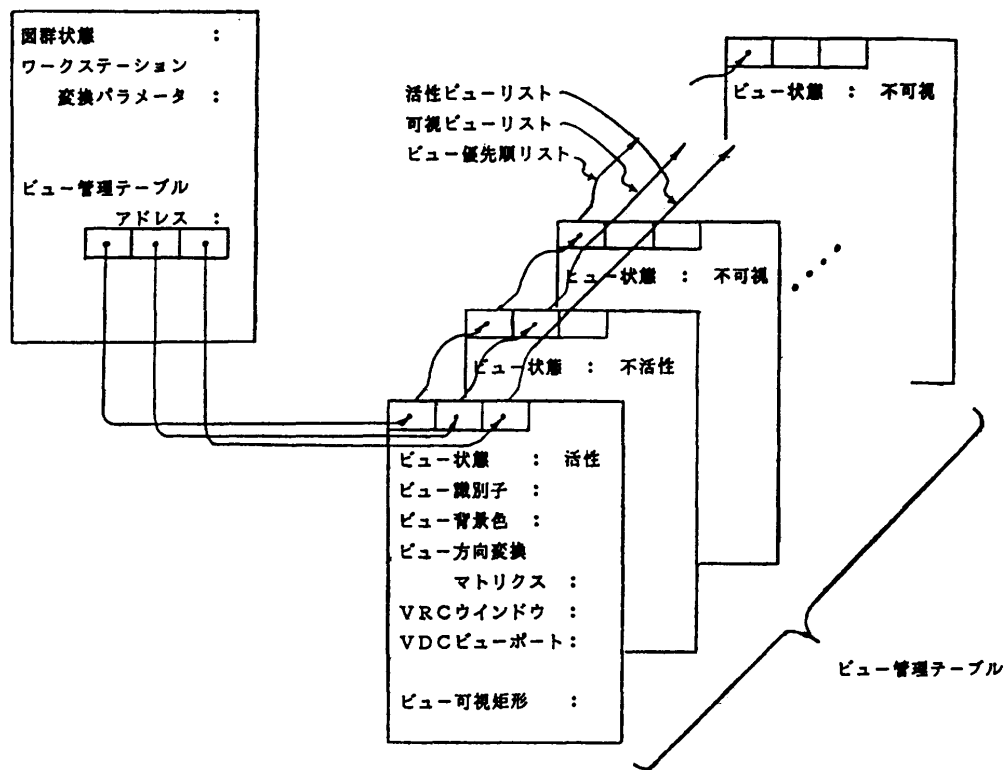 図群状態 :
ワークステーション
変換パラメータ :
ビュー管理テーブル
アドレス :
活性ビューリスト
可視ビューリスト
ビュー優先順リスト
ビュー状態 : 不可視
ビュー状態 : 不可視
ビュー状態 : 不活性
ビュー状態 : 活性
ビュー識別子 :
ビュー背景色 :
ビュー方向変換
マトリクス :
VRCウインドウ :
VDCビューポート:
ビュー可視矩形 :
ビュー管理テーブル